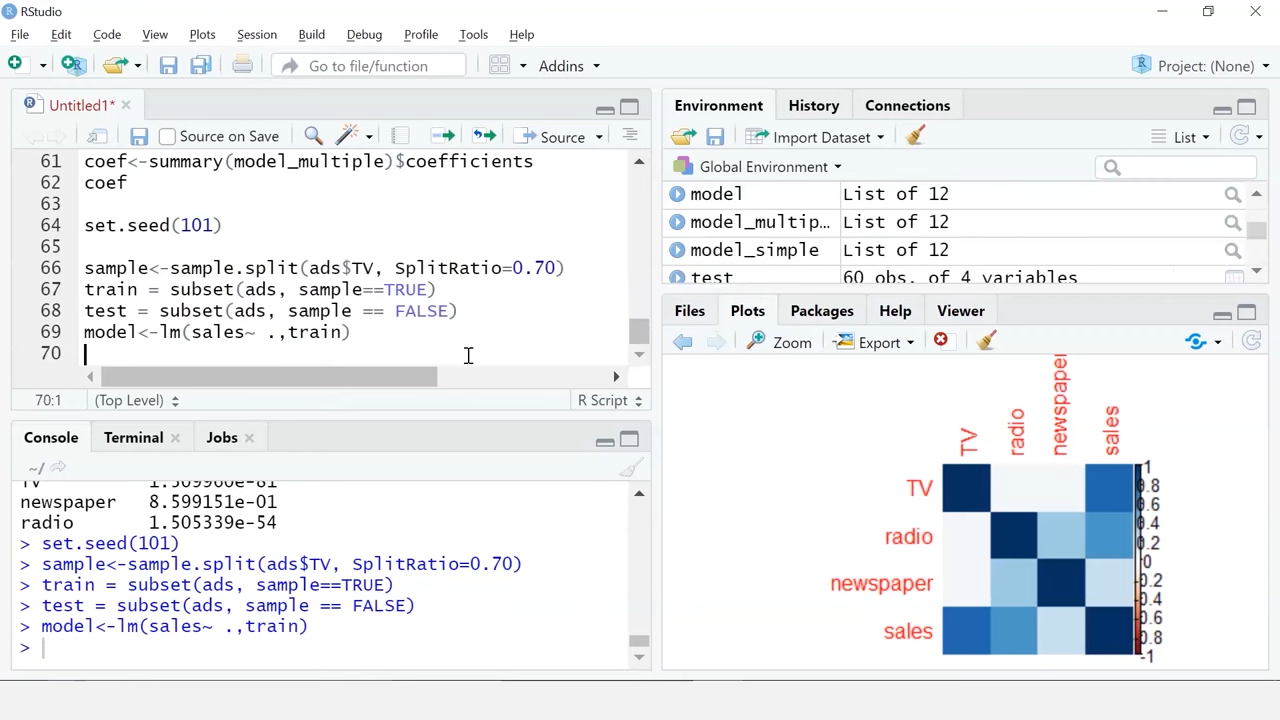 RStudio
File Edit Code View Plots Session Build Debug Profile Tools Help
Go to file/function Addins Project: (None)
Untitled1*
Source on Save Source
61 coef<-summary(model_multiple)$coefficients
62 coef
63
64 set.seed(101)
65
66 sample<-sample.split(ads$TV, SplitRatio=0.70)
67 train = subset(ads, sample==TRUE)
68 test = subset(ads, sample == FALSE)
69 model<-lm(sales~ .,train)
70
70:1 (Top Level) R Script
Console Terminal Jobs
~/
newspaper 8.599151e-01
radio 1.505339e-54
> set.seed(101)
> sample<-sample.split(ads$TV, SplitRatio=0.70)
> train = subset(ads, sample==TRUE)
> test = subset(ads, sample == FALSE)
> model<-lm(sales~ .,train)
>
Environment History Connections
Import Dataset List
Global Environment
model List of 12
model_multip… List of 12
model_simple List of 12
test 60 obs. of 4 variables
Files Plots Packages Help Viewer
Zoom Export
TV radio newspaper sales
TV
radio
newspaper
sales
1
0.8
0.6
0.4
0.2
0
-0.2
-0.4
-0.6
-0.8
-1